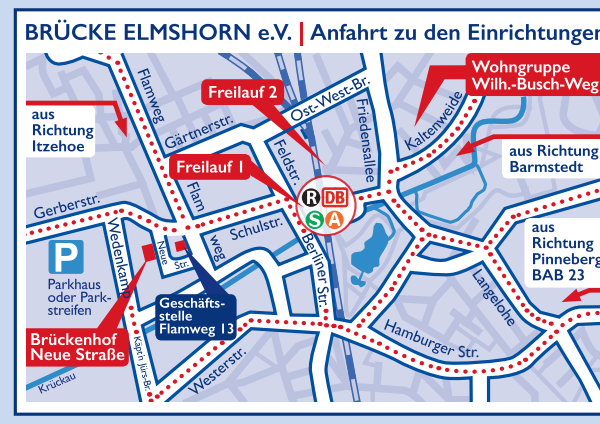 BRÜCKE ELMSHORN e.V. | Anfahrt zu den Einrichtungen
Wohngruppe
Wilh.-Busch-Weg
Freilauf 2
Ost-West-Br.
Flamweg
Friedensallee
Kaltenweide
aus
Richtung
Itzehoe
Gärtnerstr.
Feldstr.
aus Richtung
Barmstedt
Freilauf 1
R DB
S A
Gerberstr.
Flam
weg
Schulstr.
Wedenkamp
Neue
Str.
Berliner Str.
aus
Richtung
Pinneberg
BAB 23
P
Parkhaus
oder Park-
streifen
Geschäfts-
stelle
Flamweg 13
Langelohe
Brückenhof
Neue Straße
Käpt'n Jürs-Br.
Hamburger Str.
Westerstr.
Krückau